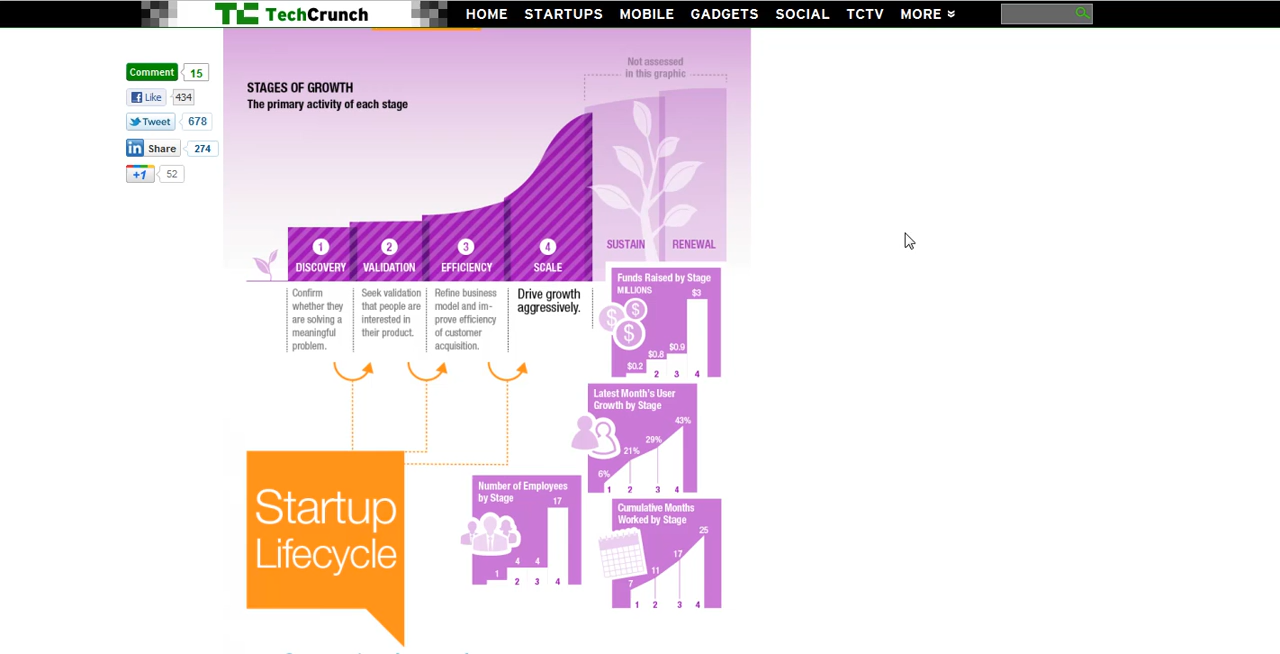 TC TechCrunch
HOME STARTUPS MOBILE GADGETS SOCIAL TCTV MORE
Comment 15
Like 434
Tweet 678
in Share 274
+1 52
STAGES OF GROWTH
The primary activity of each stage
Not assessed
in this graphic
SUSTAIN RENEWAL
1 2 3 4
DISCOVERY VALIDATION EFFICIENCY SCALE
Confirm
whether they
are solving a
meaningful
problem.
Seek validation
that people are
interested in
their product.
Refine business
model and im-
prove efficiency
of customer
acquisition.
Drive growth
aggressively.
Funds Raised by Stage
MILLIONS
$ $ $
$0.2 $0.8 $0.9 $3
2 3 4
Latest Month's User
Growth by Stage
6% 21% 29% 43%
1 2 3 4
Number of Employees
by Stage
1 4 4 17
2 3 4
Cumulative Months
Worked by Stage
7 11 17 25
1 2 3 4
Startup
Lifecycle